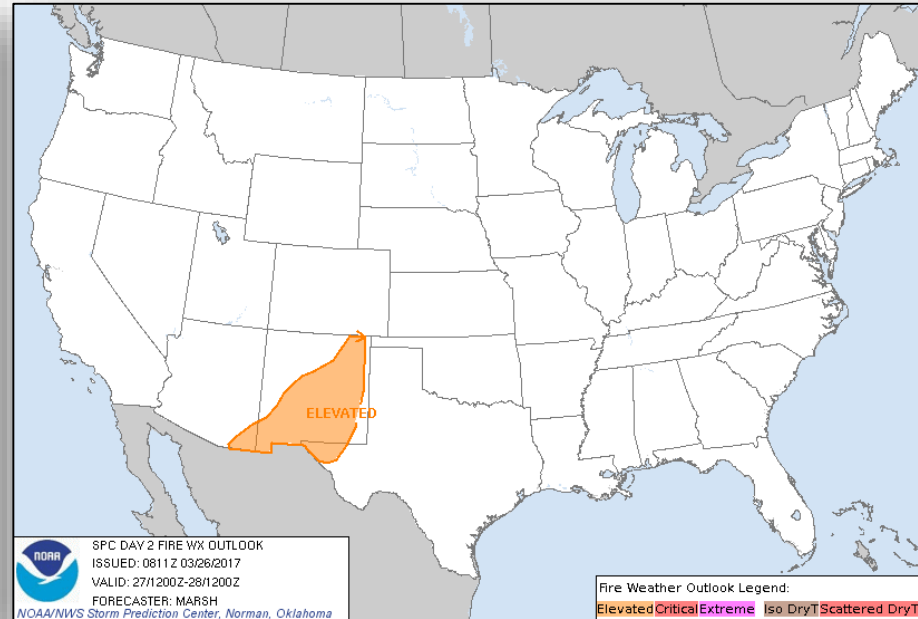 ELEVATED
NOAA
SPC DAY 2 FIRE WX OUTLOOK
ISSUED: 0811Z 03/26/2017
VALID: 27/1200Z-28/1200Z
FORECASTER: MARSH
NOAA/NWS Storm Prediction Center, Norman, Oklahoma
Fire Weather Outlook Legend:
Elevated Critical Extreme Iso DryT Scattered DryT